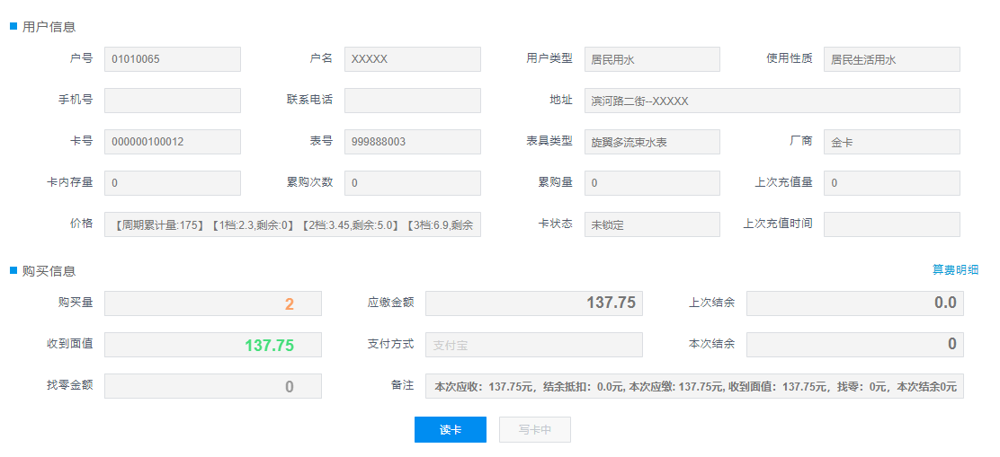 用户信息
户号 01010065 户名 XXXXX 用户类型 居民用水 使用性质 居民生活用水
手机号 联系电话 地址 滨河路二街--XXXXX
卡号 000000100012 表号 999888003 表具类型 旋翼多流束水表 厂商 金卡
卡内存量 0 累购次数 0 累购量 0 上次充值量 0
价格 【周期累计量:175】【1档:2.3,剩余:0】【2档:3.45,剩余:5.0】【3档:6.9,剩余 卡状态 未锁定 上次充值时间
购买信息 算费明细
购买量 2 应缴金额 137.75 上次结余 0.0
收到面值 137.75 支付方式 支付宝 本次结余 0
找零金额 0 备注 本次应收：137.75元，结余抵扣：0.0元, 本次应缴: 137.75元, 收到面值：137.75元，找零：0元，本次结余0元
读卡 写卡中